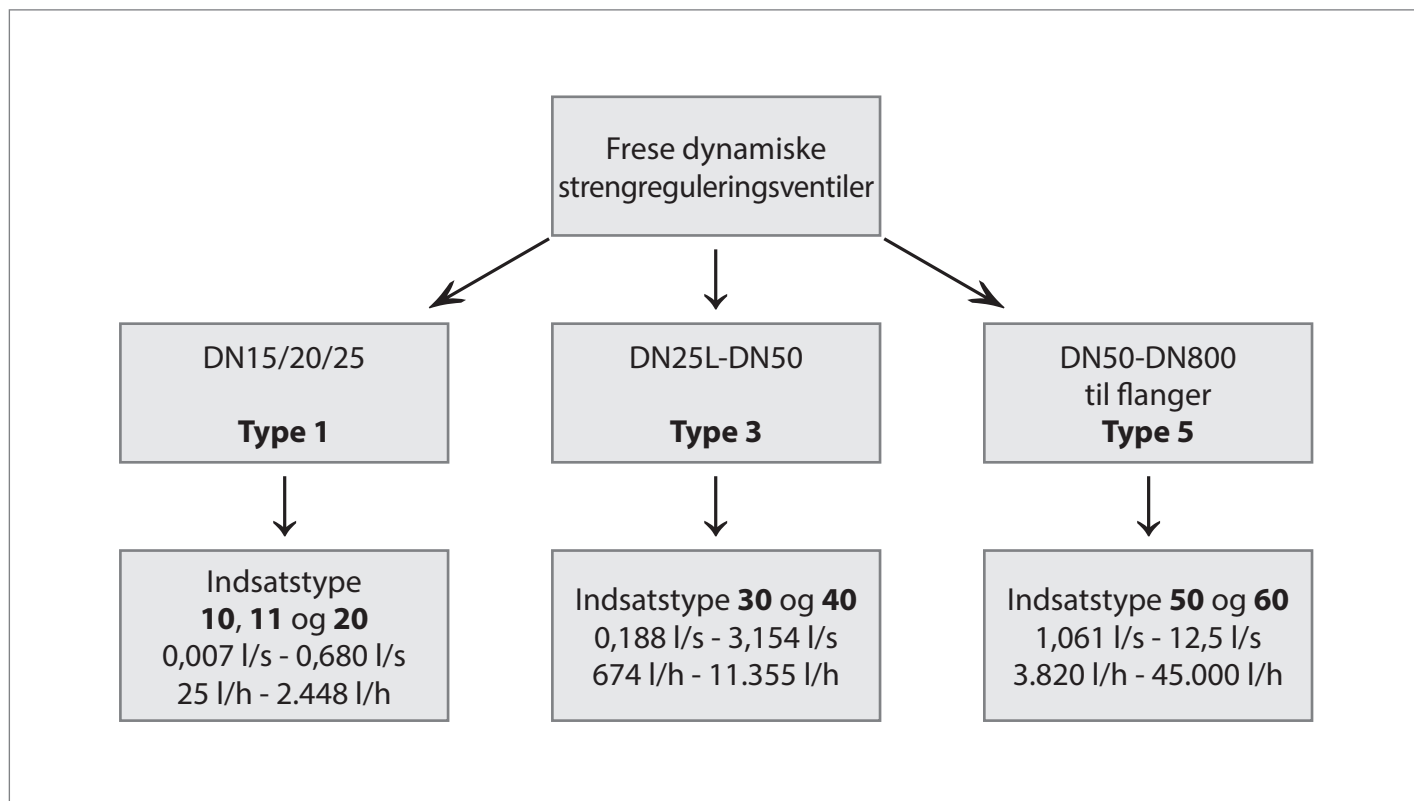 Frese dynamiske
strengreguleringsventiler
DN15/20/25
Type 1
DN25L-DN50
Type 3
DN50-DN800
til flanger
Type 5
Indsatstype
10, 11 og 20
0,007 l/s - 0,680 l/s
25 l/h - 2.448 l/h
Indsatstype 30 og 40
0,188 l/s - 3,154 l/s
674 l/h - 11.355 l/h
Indsatstype 50 og 60
1,061 l/s - 12,5 l/s
3.820 l/h - 45.000 l/h